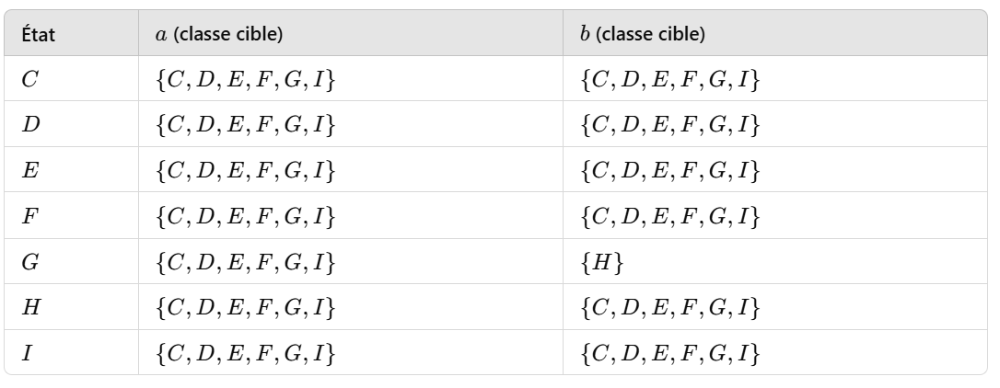 État a (classe cible) b (classe cible)
C {C, D, E, F, G, I} {C, D, E, F, G, I}
D {C, D, E, F, G, I} {C, D, E, F, G, I}
E {C, D, E, F, G, I} {C, D, E, F, G, I}
F {C, D, E, F, G, I} {C, D, E, F, G, I}
G {C, D, E, F, G, I} {H}
H {C, D, E, F, G, I} {C, D, E, F, G, I}
I {C, D, E, F, G, I} {C, D, E, F, G, I}